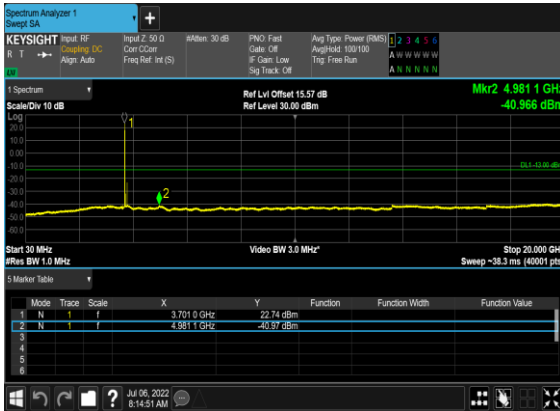 Spectrum Analyzer 1
Swept SA
+
KEYSIGHT Input: RF Input Z: 50 Ω #Atten: 30 dB PNO: Fast Avg Type: Power (RMS) 1 2 3 4 5 6
R T Coupling: DC Corr CCorr Gate: Off Avg|Hold: 100/100 A W W W W W
Align: Auto Freq Ref: Int (S) IF Gain: Low Trig: Free Run
Sig Track: Off A N N N N N
1 Spectrum Ref Lvl Offset 15.57 dB Mkr2 4.981 1 GHz
Scale/Div 10 dB Ref Level 30.00 dBm -40.966 dBm
Log
1
20.0
10.0
0.00
-10.0
DL1 -13.00 dBm
-20.0
-30.0
2
-40.0
-50.0
-60.0
Start 30 MHz Video BW 3.0 MHz* Stop 20.000 GHz
#Res BW 1.0 MHz Sweep ~38.3 ms (40001 pts)
5 Marker Table
Mode Trace Scale X Y Function Function Width Function Value
1 N 1 f 3.701 0 GHz 22.74 dBm
2 N 1 f 4.981 1 GHz -40.97 dBm
3
4
5
6
? Jul 06, 2022
8:14:51 AM